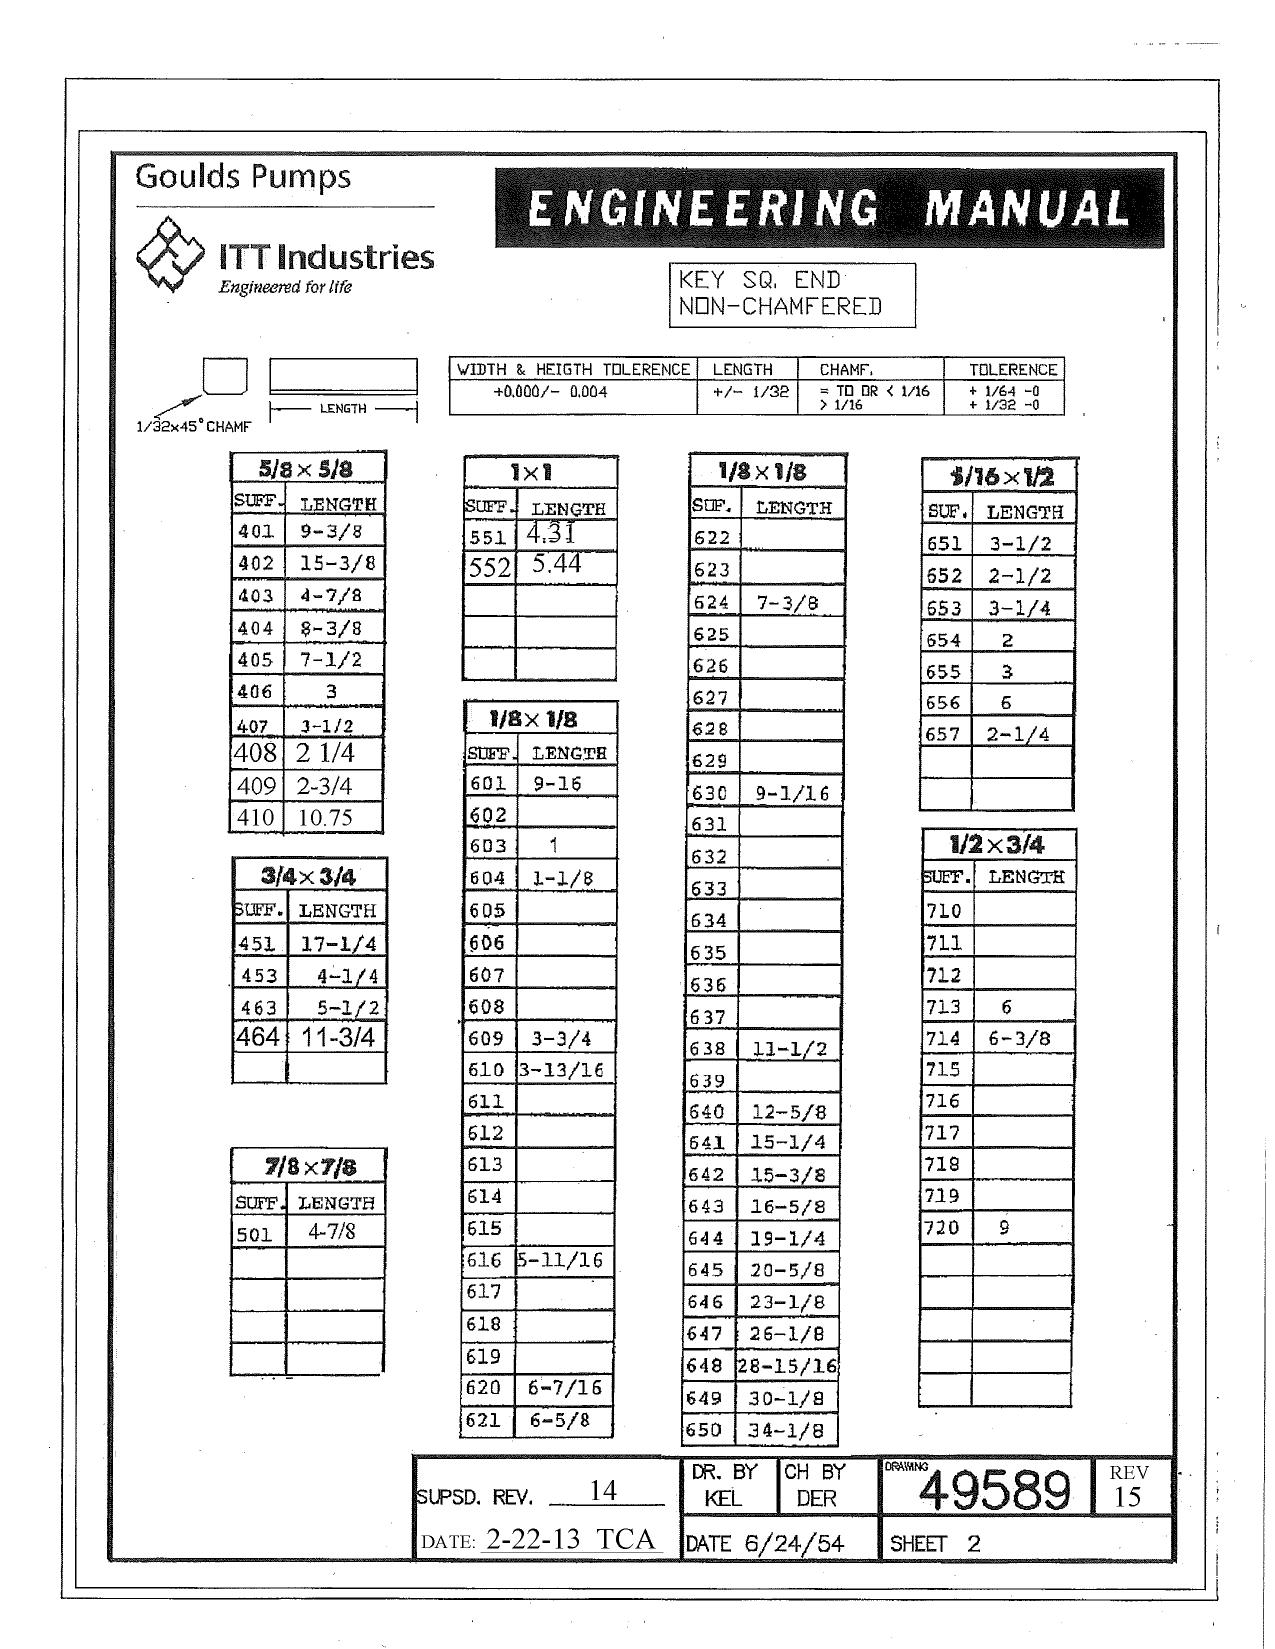 Goulds Pumps
ITT Industries
Engineered for life
ENGINEERING MANUAL
KEY SQ. END
NON-CHAMFERED
1/32x45° CHAMF
LENGTH
WIDTH & HEIGTH TOLERENCE LENGTH CHAMF. TOLERENCE
+0.000/- 0.004 +/- 1/32 = TO OR < 1/16 + 1/64 -0
> 1/16 + 1/32 -0
5/8 × 5/8
SUFF. LENGTH
401 9-3/8
402 15-3/8
403 4-7/8
404 8-3/8
405 7-1/2
406 3
407 3-1/2
408 2 1/4
409 2-3/4
410 10.75
3/4 × 3/4
SUFF. LENGTH
451 17-1/4
453 4-1/4
463 5-1/2
464 11-3/4
7/8 × 7/8
SUFF. LENGTH
501 4-7/8
1 × 1
SUFF. LENGTH
551 4.31
552 5.44
1/8 × 1/8
SUFF. LENGTH
601 9-16
602
603 1
604 1-1/8
605
606
607
608
609 3-3/4
610 3-13/16
611
612
613
614
615
616 5-11/16
617
618
619
620 6-7/16
621 6-5/8
1/8 × 1/8
SUF. LENGTH
622
623
624 7-3/8
625
626
627
628
629
630 9-1/16
631
632
633
634
635
636
637
638 11-1/2
639
640 12-5/8
641 15-1/4
642 15-3/8
643 16-5/8
644 19-1/4
645 20-5/8
646 23-1/8
647 26-1/8
648 28-15/16
649 30-1/8
650 34-1/8
5/16 × 1/2
SUF. LENGTH
651 3-1/2
652 2-1/2
653 3-1/4
654 2
655 3
656 6
657 2-1/4
1/2 × 3/4
SUFF. LENGTH
710
711
712
713 6
714 6-3/8
715
716
717
718
719
720 9
SUPSD. REV. 14
DATE: 2-22-13 TCA
DR. BY
KEL
CH BY
DER
DATE 6/24/54
DRAWING 49589
REV
15
SHEET 2